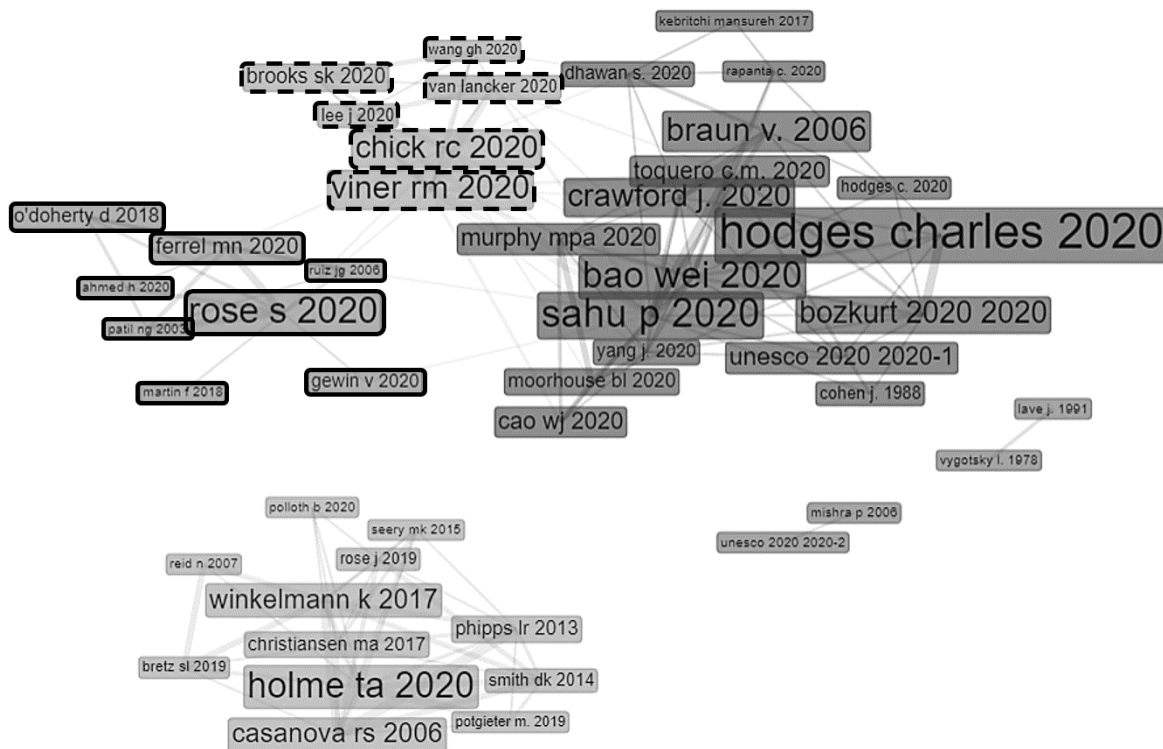 kebritchi mansureh 2017
wang gh 2020
brooks sk 2020
van lancker 2020
dhawan s. 2020
rapanta c. 2020
lee j 2020
braun v. 2006
chick rc 2020
toquero c.m. 2020
viner rm 2020
crawford j. 2020
hodges c. 2020
o'doherty d 2018
ferrel mn 2020
murphy mpa 2020
hodges charles 2020
ruiz jg 2006
ahmed h 2020
bao wei 2020
rose s 2020
sahu p 2020
bozkurt 2020 2020
patil ng 2003
yang j. 2020
unesco 2020 2020-1
gewin v 2020
moorhouse bl 2020
martin f 2018
cohen j. 1988
lave j. 1991
cao wj 2020
vygotsky l. 1978
polloth b 2020
mishra p 2006
seery mk 2015
unesco 2020 2020-2
reid n 2007
rose j 2019
winkelmann k 2017
phipps lr 2013
christiansen ma 2017
bretz sl 2019
holme ta 2020
smith dk 2014
casanova rs 2006
potgieter m. 2019